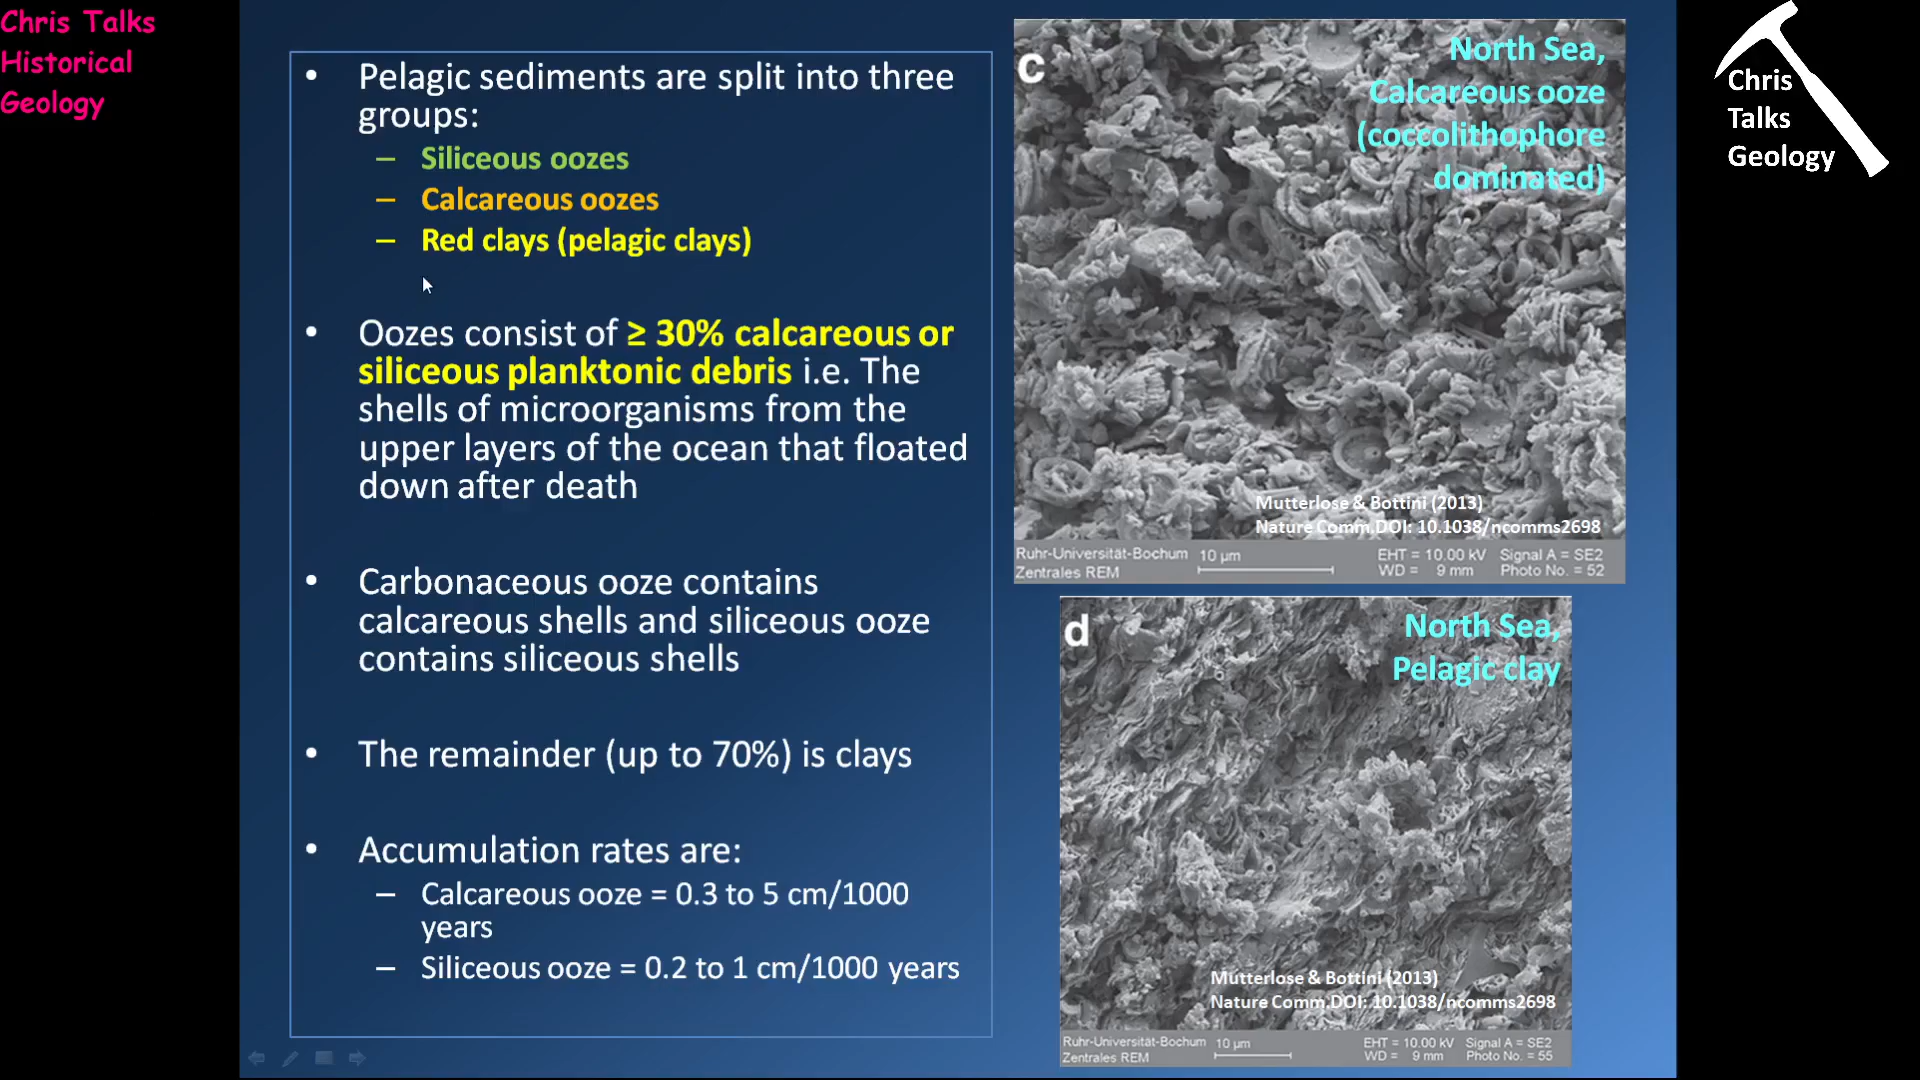 Chris Talks
Historical
Geology
• Pelagic sediments are split into three
groups:
– Siliceous oozes
– Calcareous oozes
– Red clays (pelagic clays)
• Oozes consist of ≥ 30% calcareous or
siliceous planktonic debris i.e. The
shells of microorganisms from the
upper layers of the ocean that floated
down after death
• Carbonaceous ooze contains
calcareous shells and siliceous ooze
contains siliceous shells
• The remainder (up to 70%) is clays
• Accumulation rates are:
– Calcareous ooze = 0.3 to 5 cm/1000
years
– Siliceous ooze = 0.2 to 1 cm/1000 years
c
North Sea,
Calcareous ooze
(coccolithophore
dominated)
Mutterlose & Bottini (2013)
Nature Comm.DOI: 10.1038/ncomms2698
Ruhr-Universität-Bochum 10 µm EHT = 10.00 kV Signal A = SE2
Zentrales REM WD = 9 mm Photo No. = 52
d
North Sea,
Pelagic clay
Mutterlose & Bottini (2013)
Nature Comm.DOI: 10.1038/ncomms2698
Ruhr-Universität-Bochum 10 µm EHT = 10.00 kV Signal A = SE2
Zentrales REM WD = 9 mm Photo No. = 55
Chris
Talks
Geology